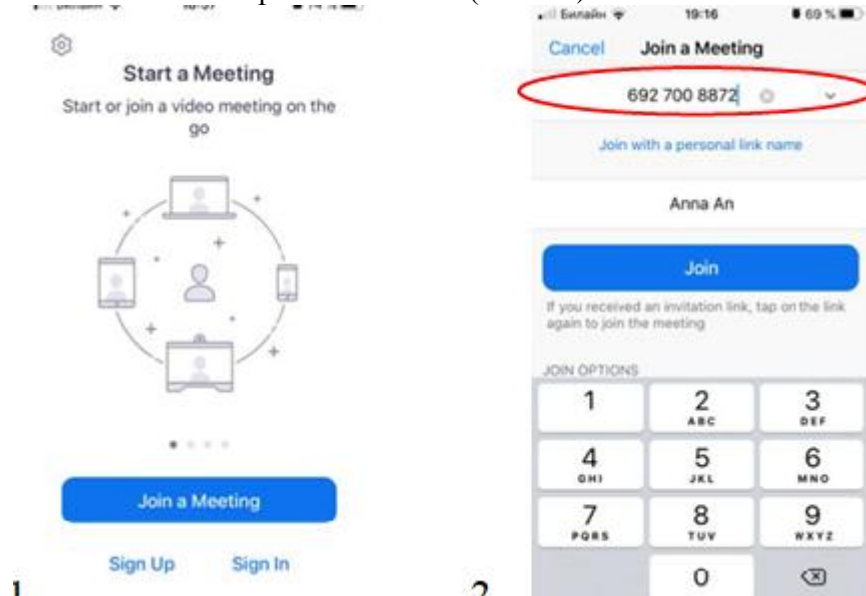 Start a Meeting
Start or join a video meeting on the
go
Join a Meeting
Sign Up Sign In
1
Билайн 19:16 69 %
Cancel Join a Meeting
692 700 8872
Join with a personal link name
Anna An
Join
If you received an invitation link, tap on the link
again to join the meeting
JOIN OPTIONS
1 2 3
ABC DEF
4 5 6
GHI JKL MNO
7 8 9
PQRS TUV WXYZ
0
2